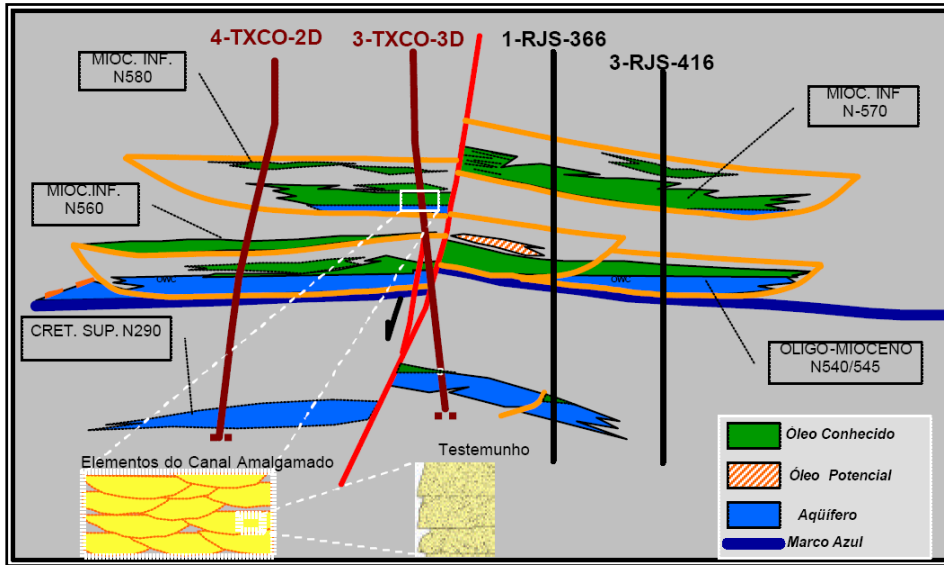 4-TXCO-2D
3-TXCO-3D
1-RJS-366
3-RJS-416
MIOC. INF.
N580
MIOC. INF
N-570
MIOC.INF.
N560
OWC
OWC
CRET. SUP. N290
OLIGO-MIOCENO
N540/545
Elementos do Canal Amalgamado
Testemunho
Óleo Conhecido
Óleo Potencial
Aqüífero
Marco Azul